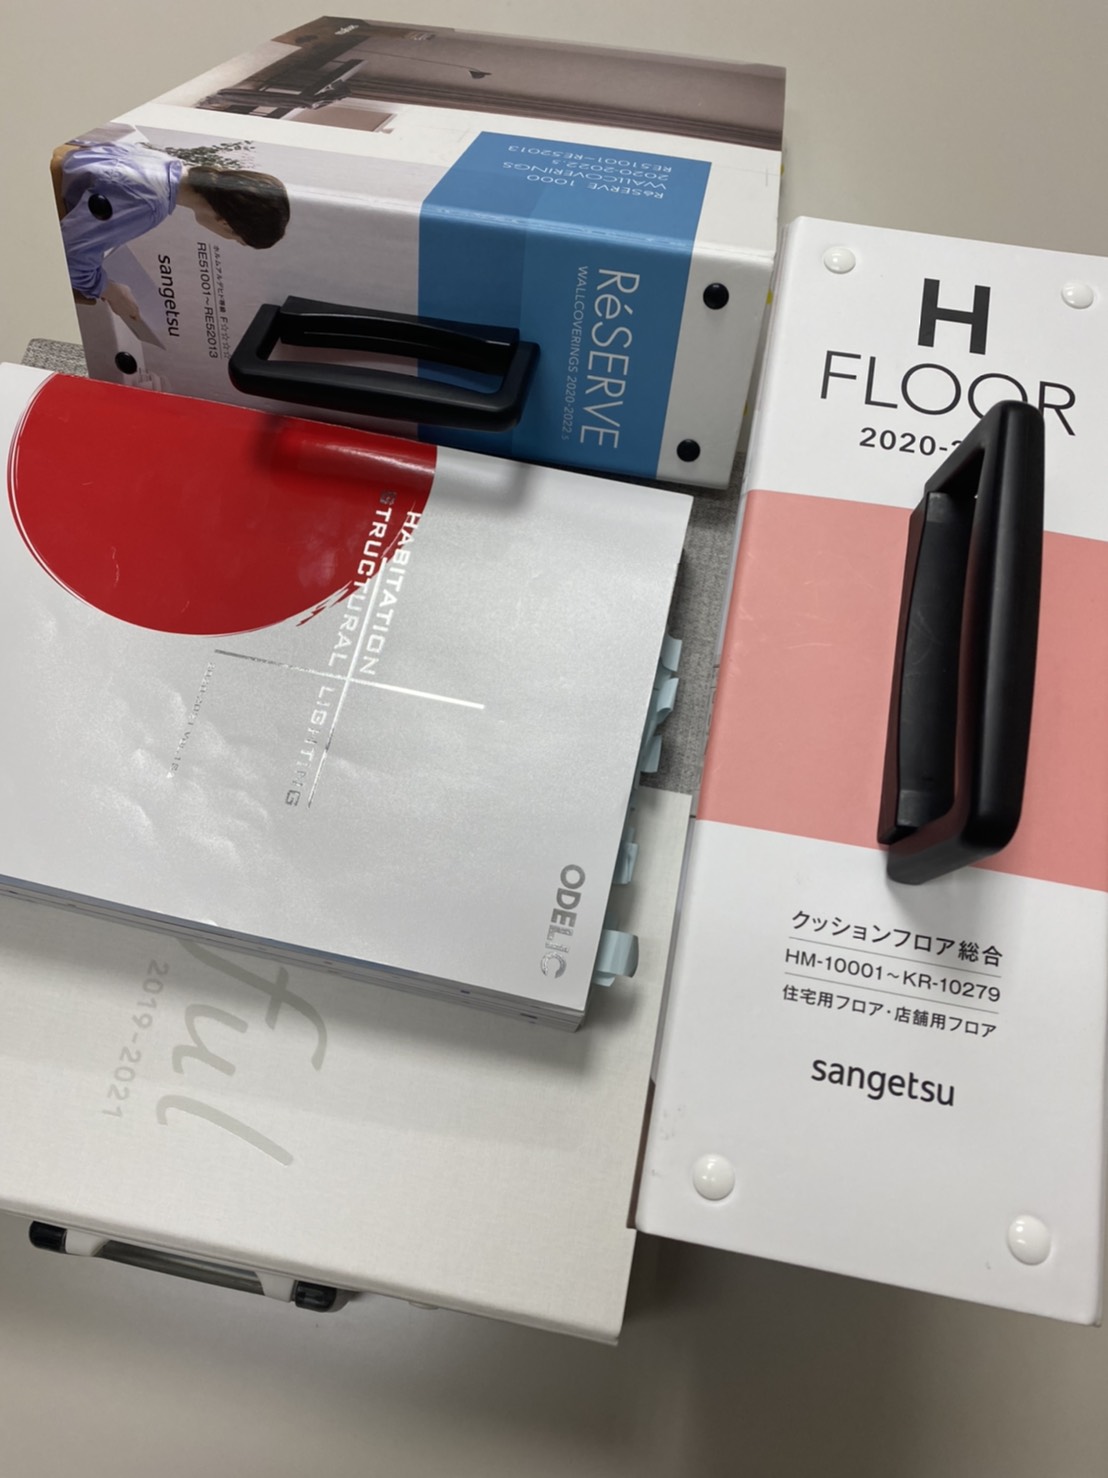 RéSERVE 1000
WALLCOVERINGS
2020-2022.5
RE51001~RE52013
RéSERVE
WALLCOVERINGS 2020-2022.5
RE51001~RE52013
sangetsu
H
FLOOR
2020-
クッションフロア総合
HM-10001~KR-10279
住宅用フロア・店舗用フロア
sangetsu
HABITATION
STRUCTURAL LIGHTING
ODELIC
2019-2021